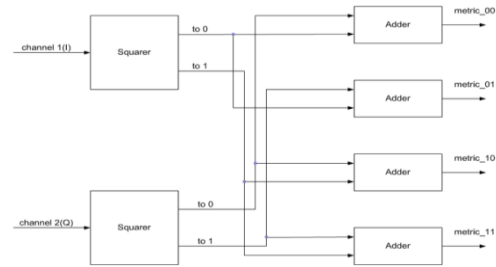 metric_00
to 0
Adder
channel 1(I)
Squarer
to 1
metric_01
Adder
metric_10
Adder
to 0
channel 2(Q)
Squarer
metric_11
to 1
Adder